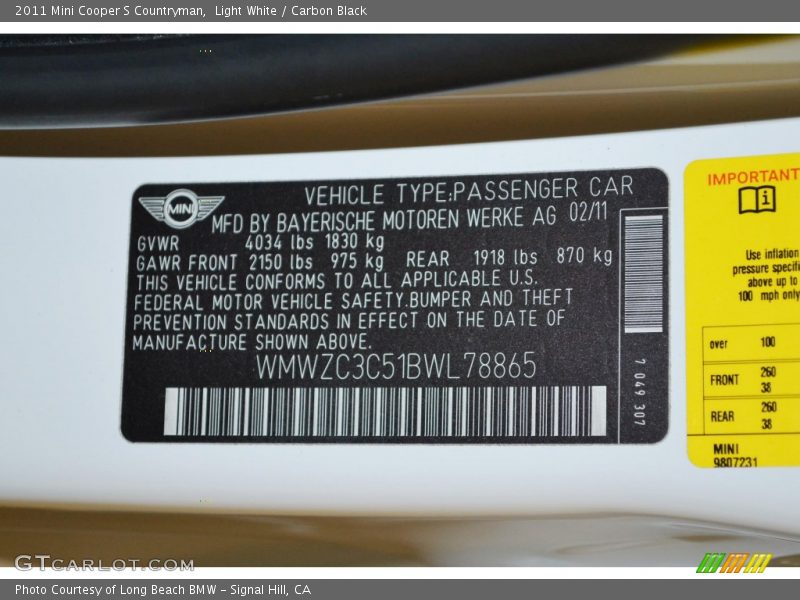 2011 Mini Cooper S Countryman,  Light White / Carbon Black
VEHICLE TYPE:PASSENGER CAR
MINI
MFD BY BAYERISCHE MOTOREN WERKE AG 02/11
GVWR 4034 lbs 1830 kg
GAWR FRONT 2150 lbs 975 kg REAR 1918 lbs 870 kg
THIS VEHICLE CONFORMS TO ALL APPLICABLE U.S.
FEDERAL MOTOR VEHICLE SAFETY.BUMPER AND THEFT
PREVENTION STANDARDS IN EFFECT ON THE DATE OF
MANUFACTURE SHOWN ABOVE.
WMWZC3C51BWL78865
7 049 307
IMPORTANT
Use inflation
pressure specifi
above up to
100 mph only
over 100
FRONT 260
38
REAR 260
38
MINI
9807231
GTCARLOT.COM
Photo Courtesy of Long Beach BMW – Signal Hill, CA